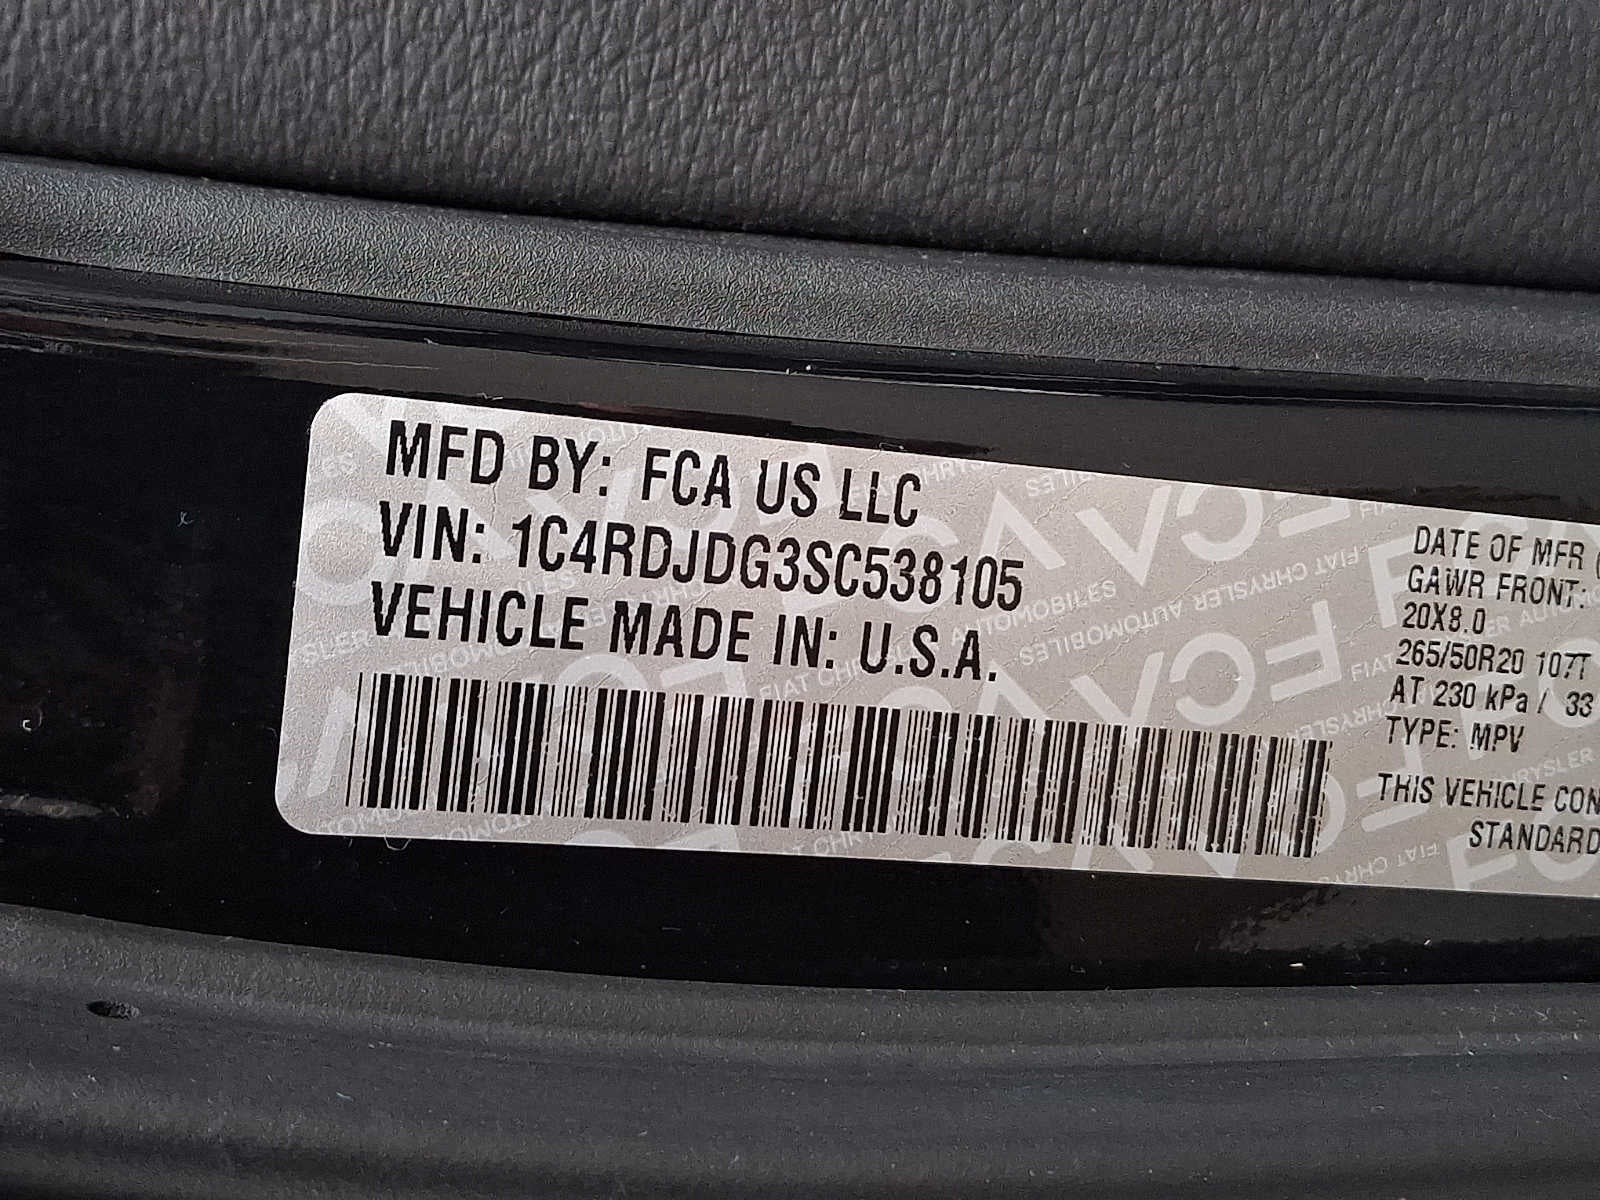 MFD BY: FCA US LLC
VIN: 1C4RDJDG3SC538105
VEHICLE MADE IN: U.S.A.
DATE OF MFR (
GAWR FRONT:
20X8.0
265/50R20 107T
AT 230 kPa / 33
TYPE: MPV
THIS VEHICLE CON
STANDARD